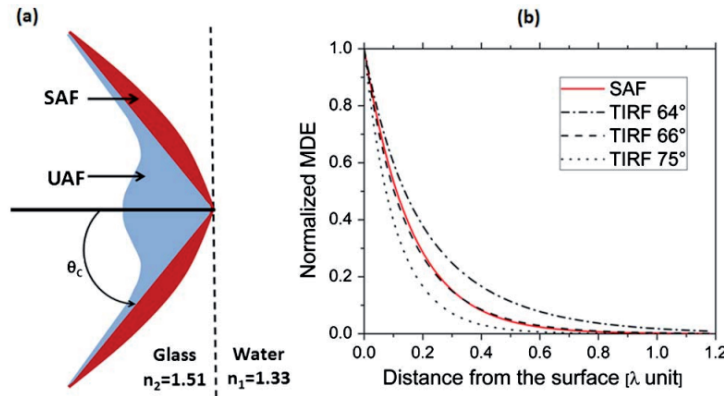 (a)
SAF
UAF
θc
Glass
n₂=1.51
Water
n₁=1.33
(b)
Normalized MDE
1.0
0.8
0.6
0.4
0.2
0.0
SAF
TIRF 64°
TIRF 66°
TIRF 75°
0.0 0.2 0.4 0.6 0.8 1.0 1.2
Distance from the surface [λ unit]